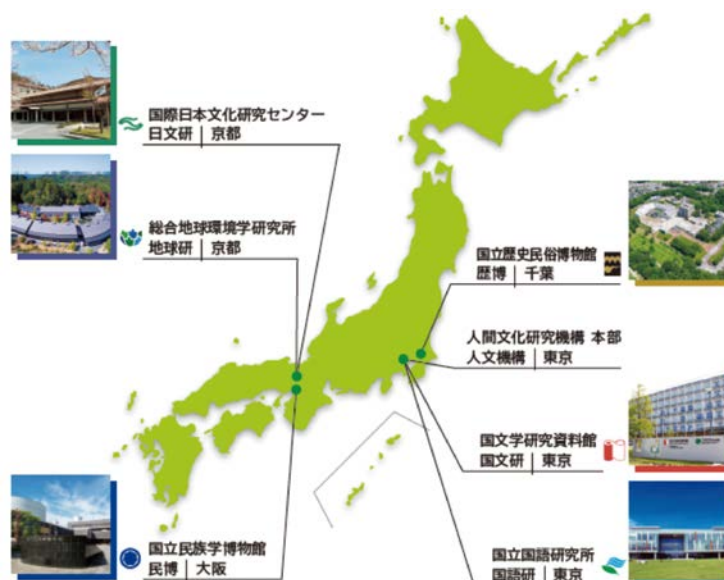 国際日本文化研究センター
日文研 | 京都
総合地球環境学研究所
地球研 | 京都
国立歴史民俗博物館
歴博 | 千葉
人間文化研究機構 本部
人文機構 | 東京
国文学研究資料館
国文研 | 東京
国立民族学博物館
民博 | 大阪
国立国語研究所
国語研 | 東京